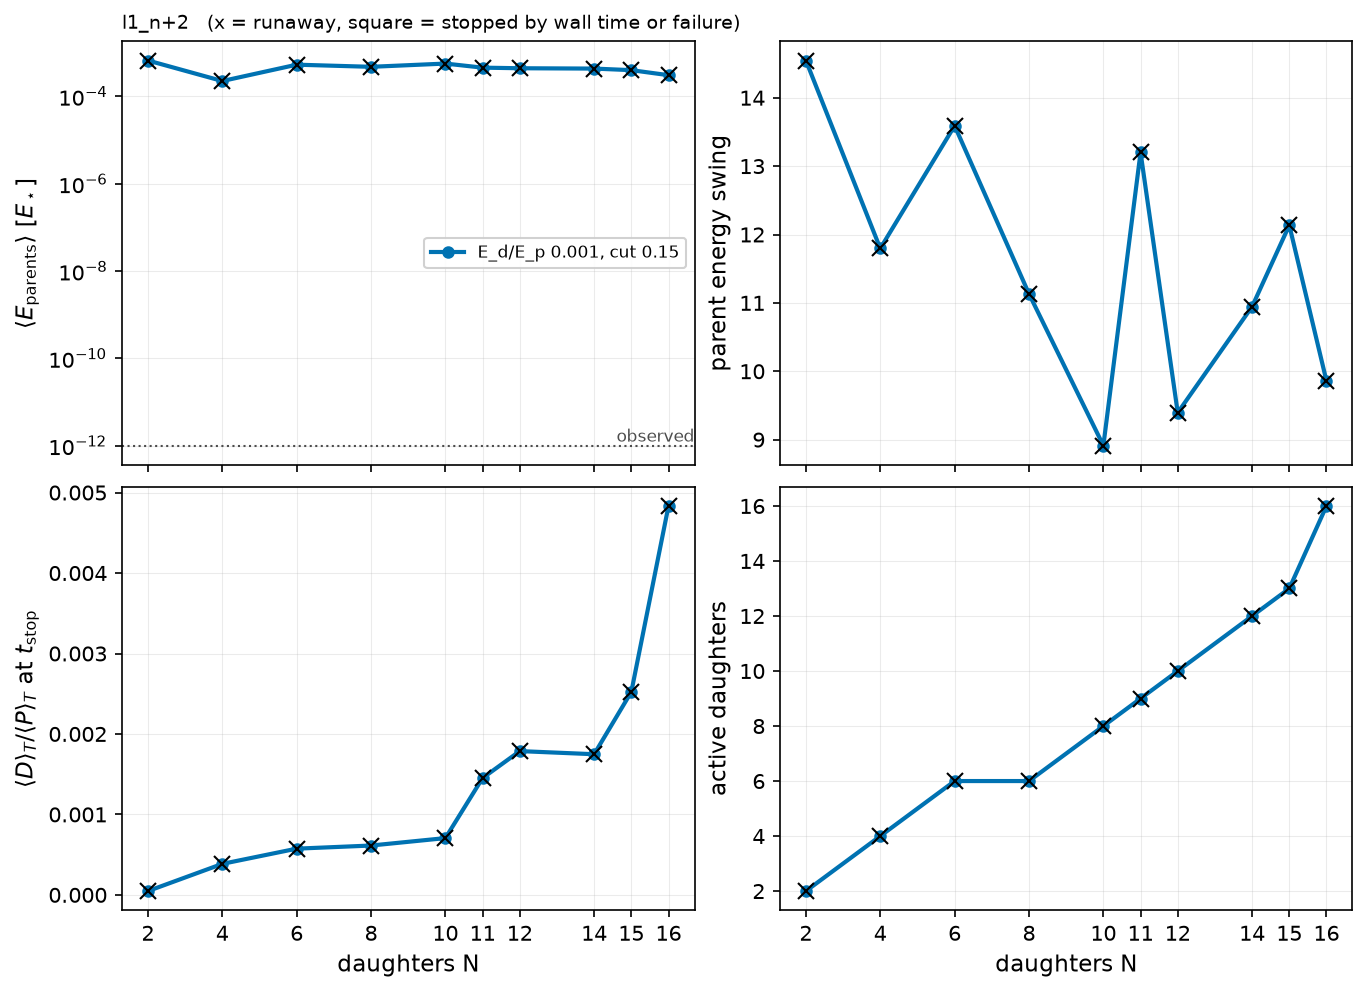 l1_n+2 (x = runaway, square = stopped by wall time or failure)
⟨E_parents⟩ [E_⋆]
10^−4
10^−6
10^−8
10^−10
10^−12
E_d/E_p 0.001, cut 0.15
observed
parent energy swing
14
13
12
11
10
9
⟨D⟩_T/⟨P⟩_T at t_stop
0.005
0.004
0.003
0.002
0.001
0.000
2 4 6 8 10 11 12 14 15 16
daughters N
active daughters
16
14
12
10
8
6
4
2
2 4 6 8 10 11 12 14 15 16
daughters N